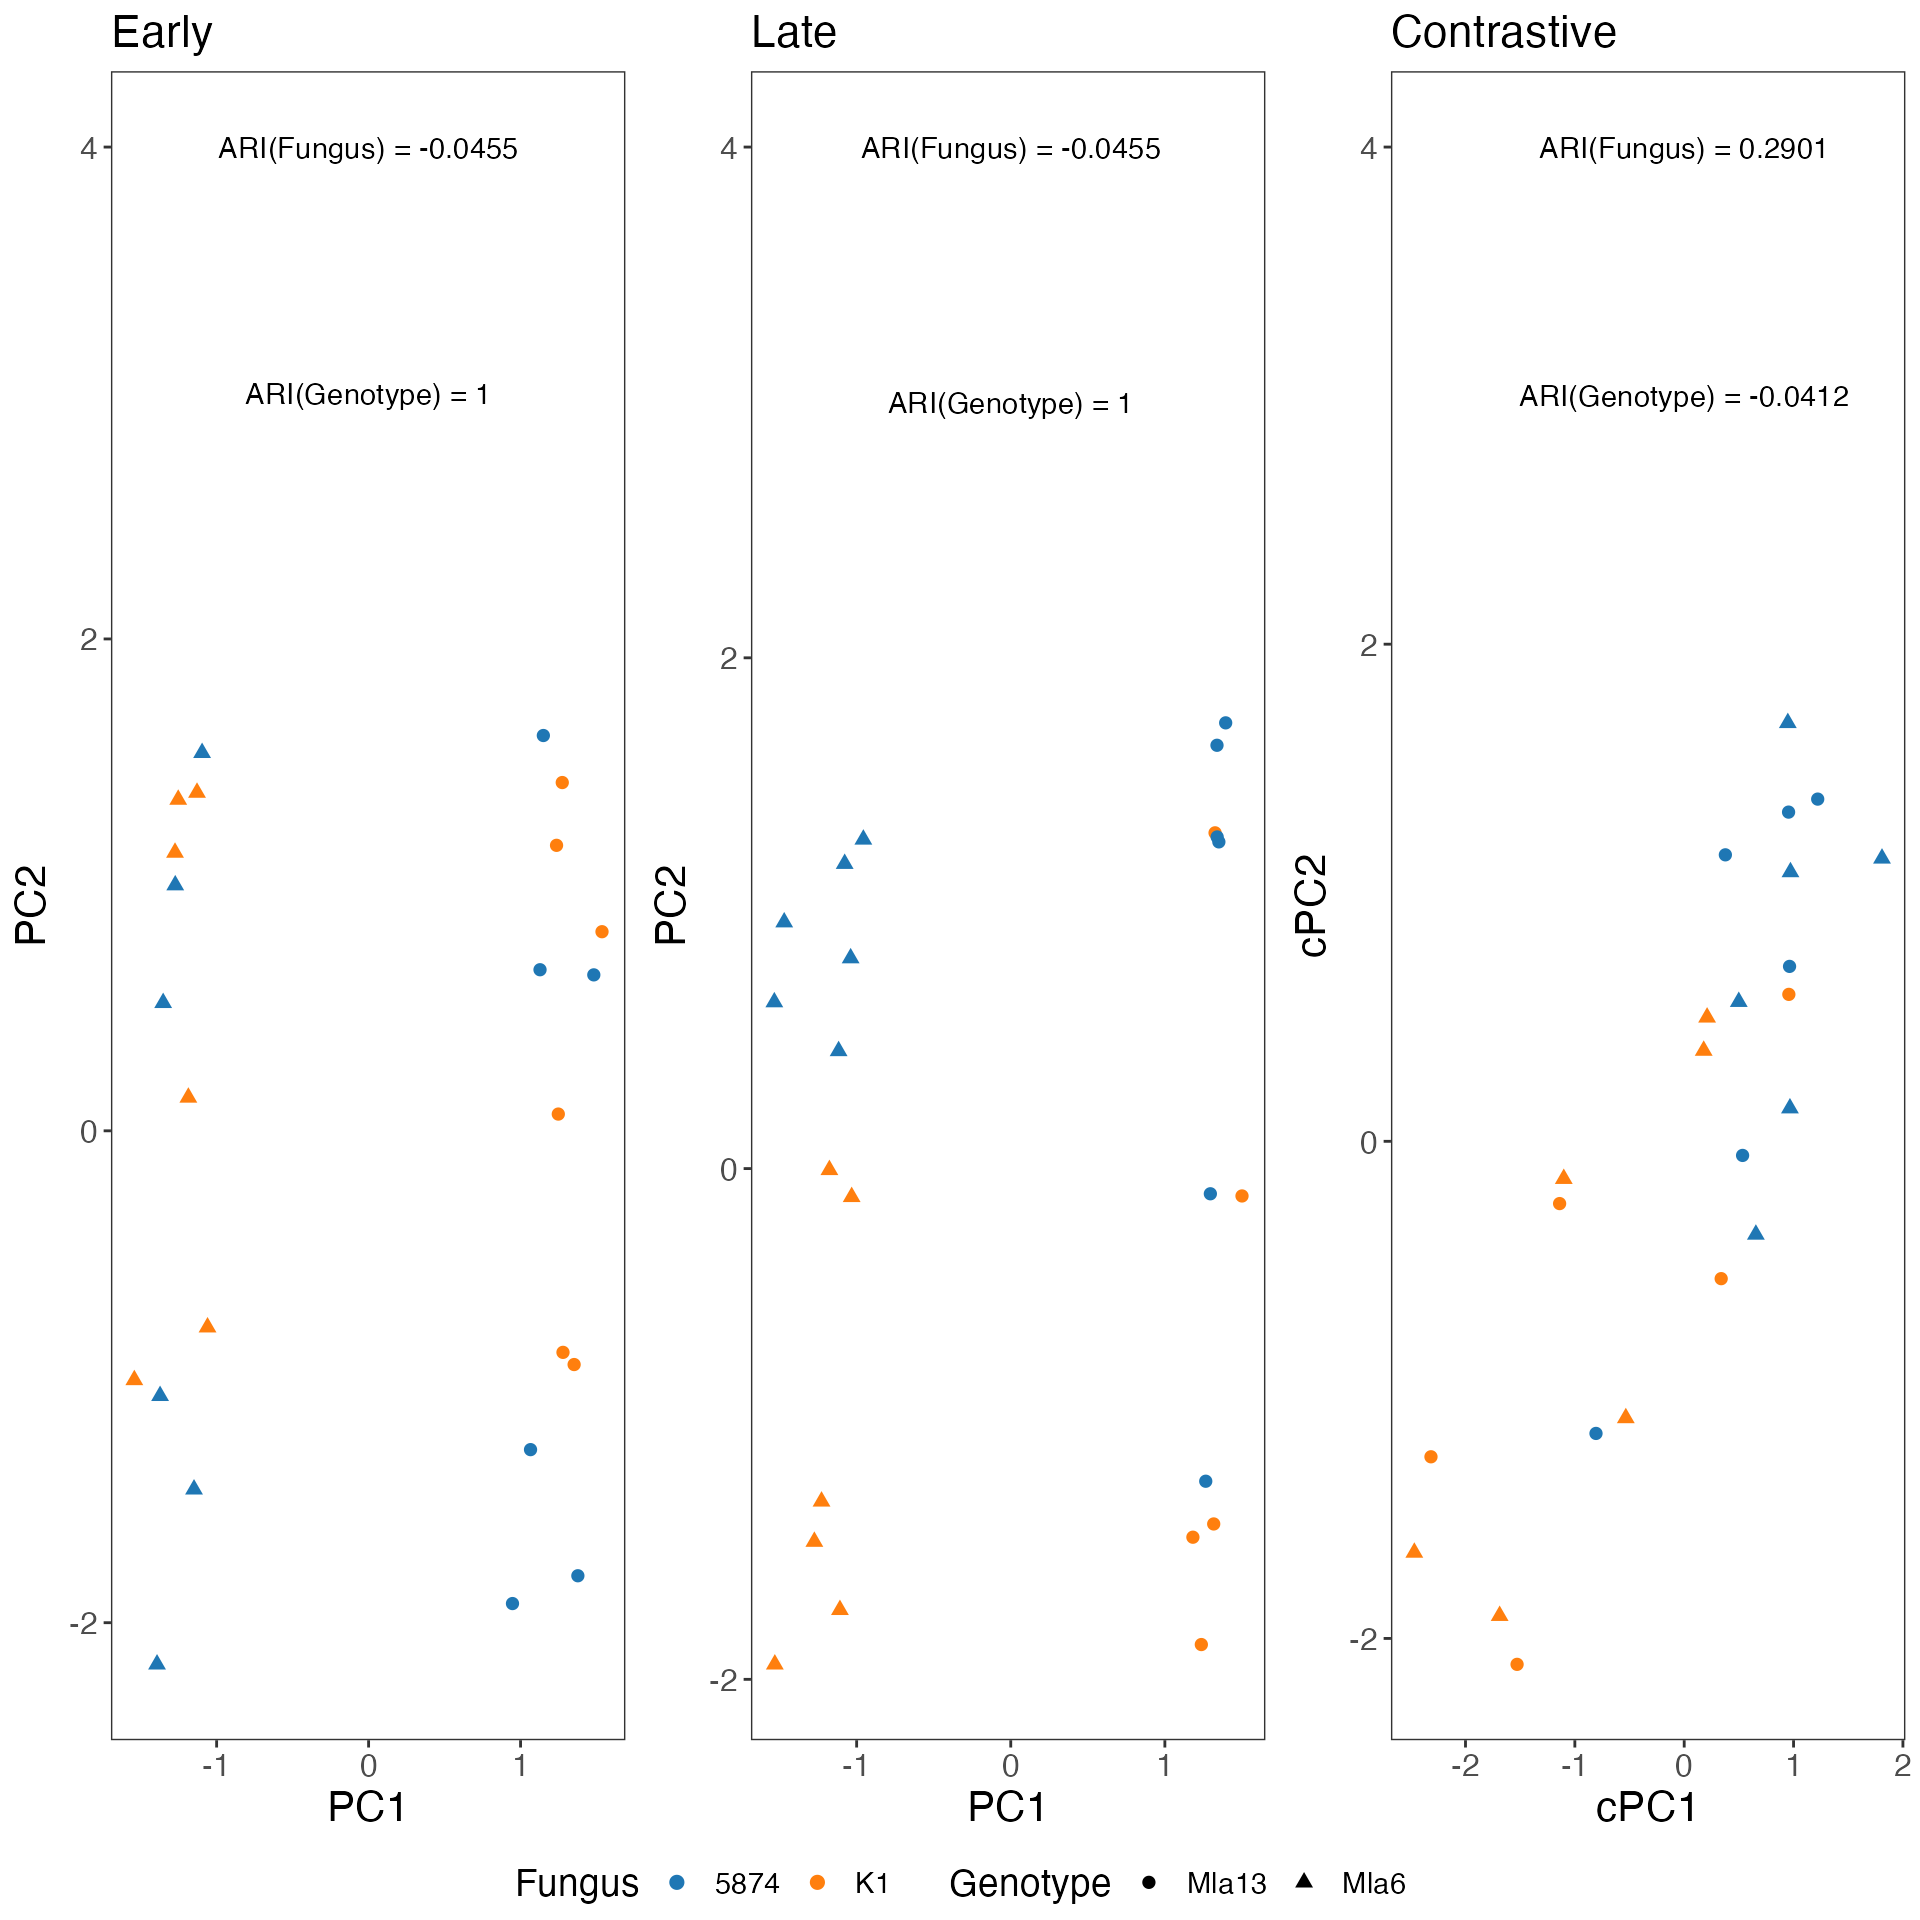 Early
Late
Contrastive
ARI(Fungus) = -0.0455
ARI(Genotype) = 1
ARI(Fungus) = -0.0455
ARI(Genotype) = 1
ARI(Fungus) = 0.2901
ARI(Genotype) = -0.0412
PC2
4
2
0
-2
-1
0
1
PC1
PC2
4
2
0
-2
-1
0
1
PC1
cPC2
4
2
0
-2
-2
-1
0
1
2
cPC1
Fungus 5874 K1 Genotype Mla13 Mla6